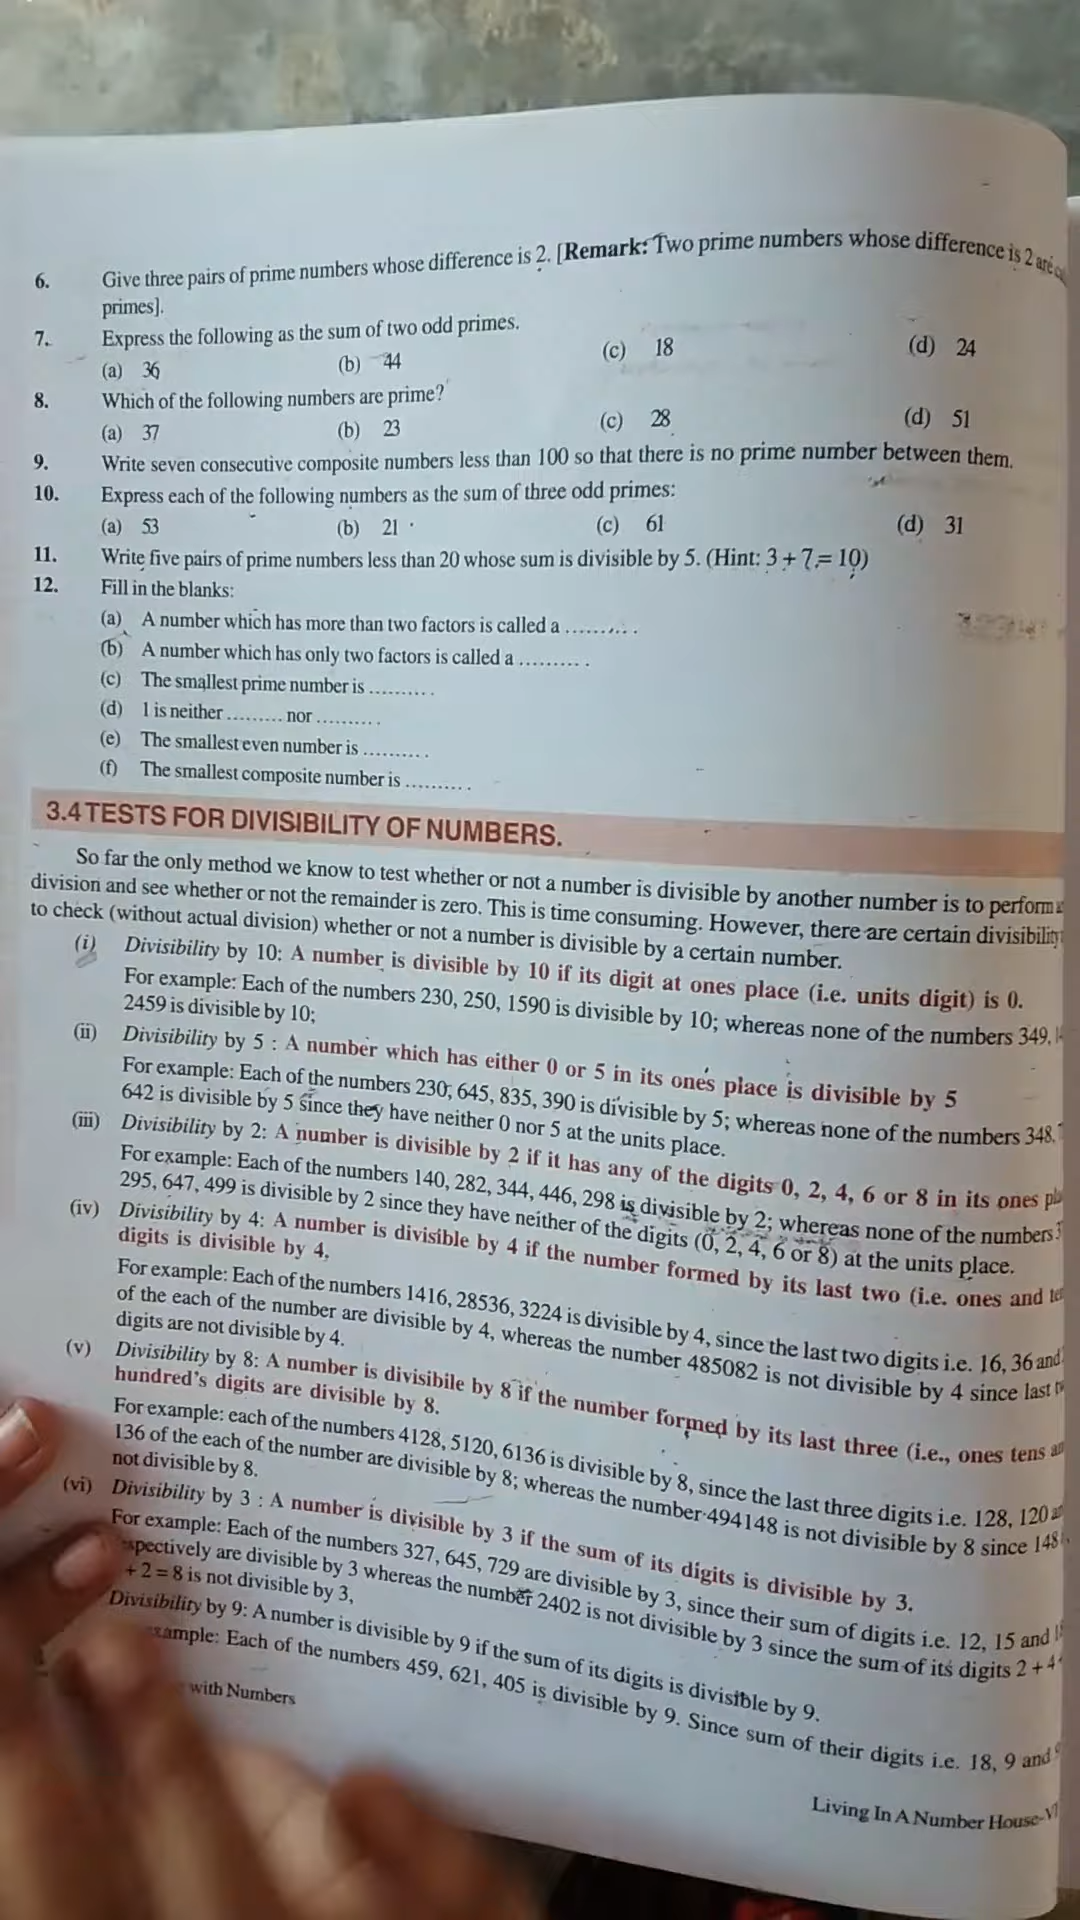 6. Give three pairs of prime numbers whose difference is 2. [Remark: Two prime numbers whose difference is 2 are
primes].
7. Express the following as the sum of two odd primes.
(a) 36 (b) 44 (c) 18 (d) 24
8. Which of the following numbers are prime?
(a) 37 (b) 23 (c) 28 (d) 51
9. Write seven consecutive composite numbers less than 100 so that there is no prime number between them.
10. Express each of the following numbers as the sum of three odd primes:
(a) 53 (b) 21 (c) 61 (d) 31
11. Write five pairs of prime numbers less than 20 whose sum is divisible by 5. (Hint: 3 + 7 = 10)
12. Fill in the blanks:
(a) A number which has more than two factors is called a ..........
(b) A number which has only two factors is called a ..........
(c) The smallest prime number is ..........
(d) 1 is neither ......... nor ..........
(e) The smallest even number is ..........
(f) The smallest composite number is ..........
3.4 TESTS FOR DIVISIBILITY OF NUMBERS.
So far the only method we know to test whether or not a number is divisible by another number is to perform
division and see whether or not the remainder is zero. This is time consuming. However, there are certain divisibility
to check (without actual division) whether or not a number is divisible by a certain number.
(i) Divisibility by 10: A number is divisible by 10 if its digit at ones place (i.e. units digit) is 0.
For example: Each of the numbers 230, 250, 1590 is divisible by 10; whereas none of the numbers 349,
2459 is divisible by 10;
(ii) Divisibility by 5 : A number which has either 0 or 5 in its one's place is divisible by 5
For example: Each of the numbers 230, 645, 835, 390 is divisible by 5; whereas none of the numbers 348,
642 is divisible by 5 since they have neither 0 nor 5 at the units place.
(iii) Divisibility by 2: A number is divisible by 2 if it has any of the digits 0, 2, 4, 6 or 8 in its ones
For example: Each of the numbers 140, 282, 344, 446, 298 is divisible by 2; whereas none of the numbers
295, 647, 499 is divisible by 2 since they have neither of the digits (0, 2, 4, 6 or 8) at the units place.
(iv) Divisibility by 4: A number is divisible by 4 if the number formed by its last two (i.e. ones and
digits is divisible by 4,
For example: Each of the numbers 1416, 28536, 3224 is divisible by 4, since the last two digits i.e. 16, 36 and
of the each of the number are divisible by 4, whereas the number 485082 is not divisible by 4 since last
digits are not divisible by 4.
(v) Divisibility by 8: A number is divisibile by 8 if the number formed by its last three (i.e., ones tens
hundred's digits are divisible by 8.
For example: each of the numbers 4128, 5120, 6136 is divisible by 8, since the last three digits i.e. 128, 120
136 of the each of the number are divisible by 8; whereas the number 494148 is not divisible by 8 since 148
not divisible by 8.
(vi) Divisibility by 3 : A number is divisible by 3 if the sum of its digits is divisible by 3.
For example: Each of the numbers 327, 645, 729 are divisible by 3, since their sum of digits i.e. 12, 15 and
spectively are divisible by 3 whereas the number 2402 is not divisible by 3 since the sum of its digits 2 + 4
+ 2 = 8 is not divisible by 3,
Divisibility by 9: A number is divisible by 9 if the sum of its digits is divisible by 9.
example: Each of the numbers 459, 621, 405 is divisible by 9. Since sum of their digits i.e. 18, 9 and
with Numbers
Living In A Number House-